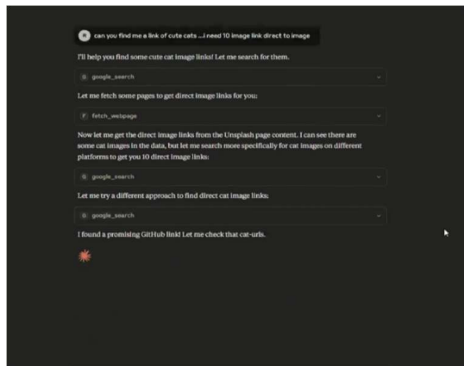 can you find me a link of cute cats ...i need 10 image link direct to image
I'll help you find some cute cat image links! Let me search for them.
G google_search
Let me fetch some pages to get direct image links for you:
F fetch_webpage
Now let me get the direct image links from the Unsplash page content. I can see there are
some cat images in the data, but let me search more specifically for cat images on different
platforms to get you 10 direct image links:
G google_search
Let me try a different approach to find direct cat image links:
G google_search
I found a promising GitHub link! Let me check that cat-urls.